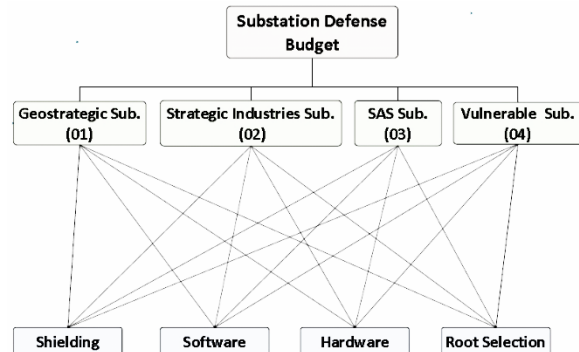 Substation Defense
Budget
Geostrategic Sub.
(01)
Strategic Industries Sub.
(02)
SAS Sub.
(03)
Vulnerable Sub.
(04)
Shielding
Software
Hardware
Root Selection